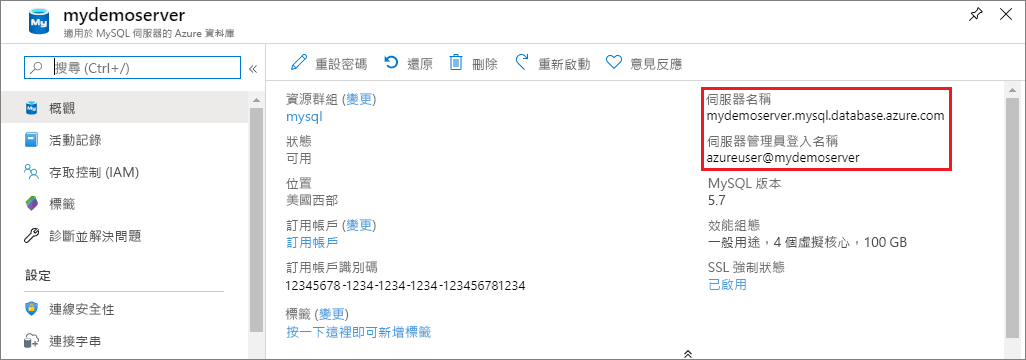 mydemoserver
適用於 MySQL 伺服器的 Azure 資料庫
搜尋 (Ctrl+/)
概觀
活動記錄
存取控制 (IAM)
標籤
診斷並解決問題
設定
連線安全性
連接字串
重設密碼 還原 刪除 重新啟動 意見反應
資源群組 (變更)
mysql
狀態
可用
位置
美國西部
訂用帳戶 (變更)
訂用帳戶
訂用帳戶識別碼
12345678-1234-1234-1234-123456781234
標籤 (變更)
按一下這裡即可新增標籤
伺服器名稱
mydemoserver.mysql.database.azure.com
伺服器管理員登入名稱
azureuser@mydemoserver
MySQL 版本
5.7
效能組態
一般用途，4 個虛擬核心，100 GB
SSL 強制狀態
已啟用